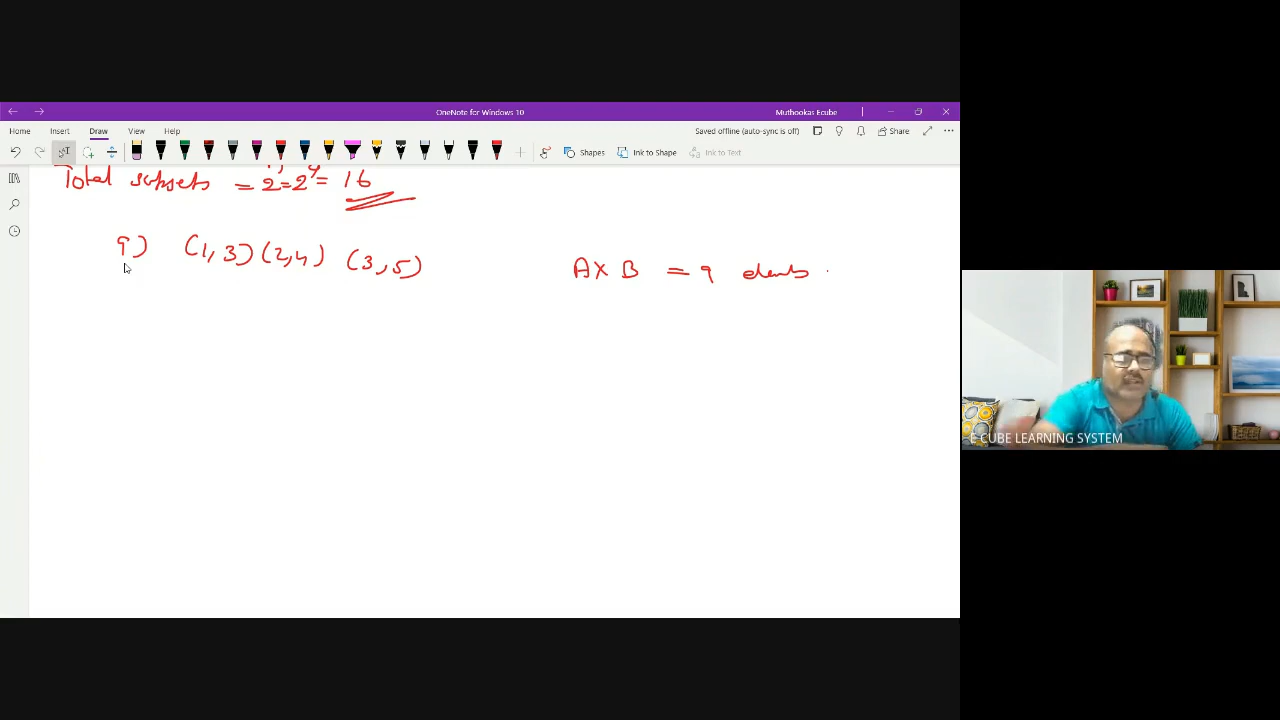 OneNote for Windows 10
Muthookas Ecube
Home Insert Draw View Help
Saved offline (auto-sync is off)
Share
Shapes
Ink to Shape
Ink to Text
Total subsets = 2 = 2⁴ = 16
9) (1, 3) (2,4) (3,5)
A X B = 9
E CUBE LEARNING SYSTEM